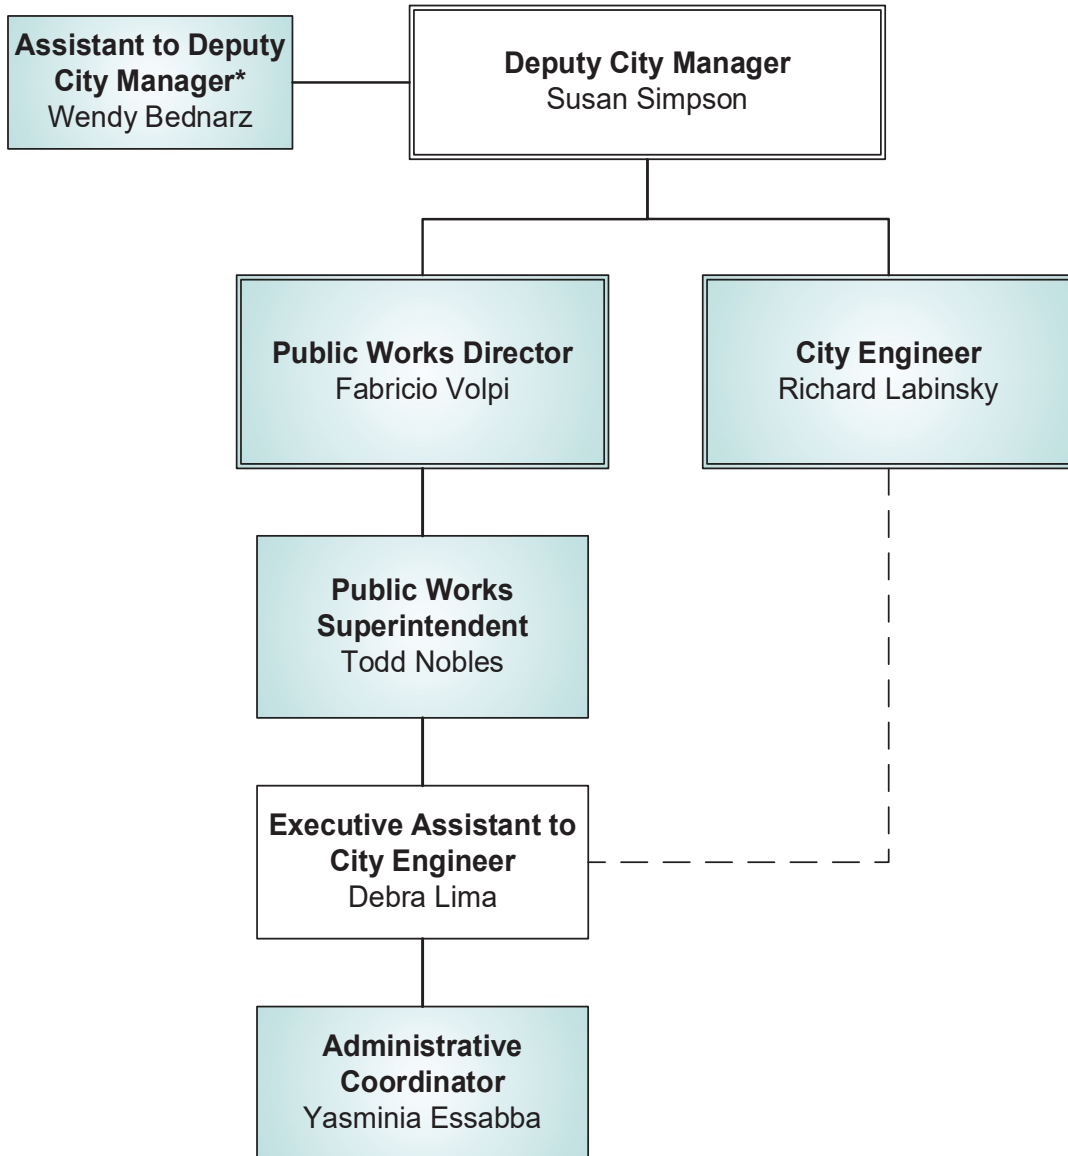 Assistant to Deputy
City Manager*
Wendy Bednarz
Deputy City Manager
Susan Simpson
Public Works Director
Fabricio Volpi
City Engineer
Richard Labinsky
Public Works
Superintendent
Todd Nobles
Executive Assistant to
City Engineer
Debra Lima
Administrative
Coordinator
Yasminia Essabba